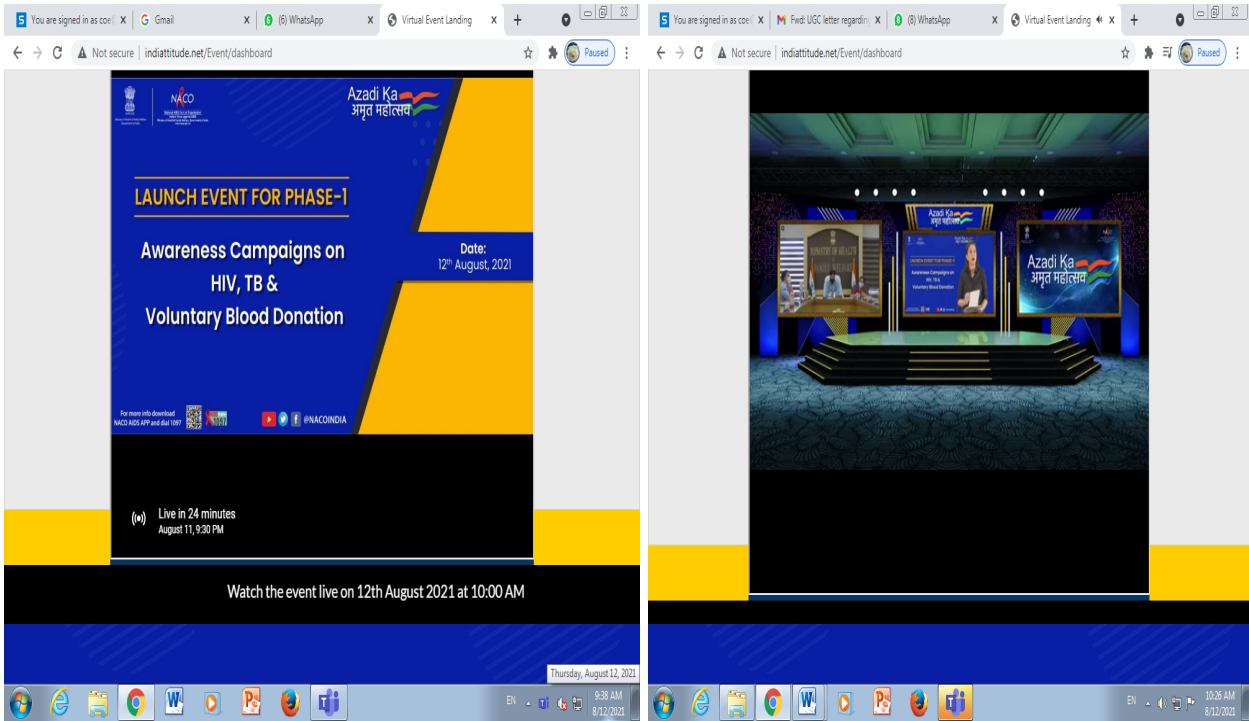 You are signed in as coe
Gmail
(6) WhatsApp
Virtual Event Landing
Not secure
indiattitude.net/Event/dashboard
Paused
NACO
Azadi Ka
अमृत महोत्सव
LAUNCH EVENT FOR PHASE-1
Awareness Campaigns on
HIV, TB &
Voluntary Blood Donation
Date:
12th August, 2021
For more info download
NACO AIDS APP and dial 1097
@NACOINDIA
Live in 24 minutes
August 11, 9:30 PM
Watch the event live on 12th August 2021 at 10:00 AM
Thursday, August 12, 2021
EN
9:38 AM
8/12/2021
You are signed in as coe
Fwd: UGC letter regarding
(8) WhatsApp
Virtual Event Landing
Not secure
indiattitude.net/Event/dashboard
Paused
Azadi Ka
अमृत महोत्सव
MINISTRY OF HEALTH
FAMILY WELFARE
LAUNCH EVENT FOR PHASE-1
Awareness Campaigns on
HIV, TB &
Voluntary Blood Donation
Azadi Ka
अमृत महोत्सव
EN
10:26 AM
8/12/2021